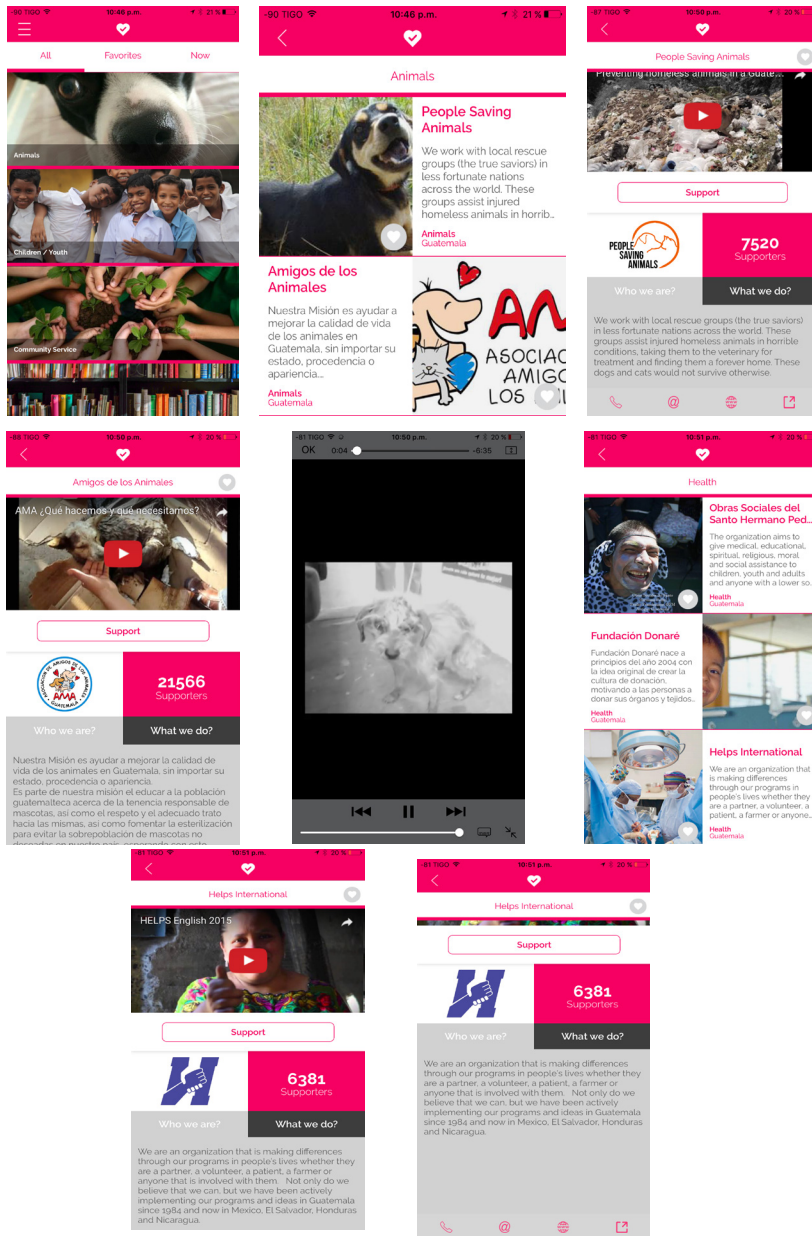 -90 TIGO 10:46 p.m. 21 %
All Favorites Now
Animals
Children / Youth
Community Service
-90 TIGO 10:46 p.m. 21 %
Animals
People Saving
Animals
We work with local rescue
groups (the true saviors) in
less fortunate nations
across the world. These
groups assist injured
homeless animals in horrib...
Animals
Guatemala
Amigos de los
Animales
Nuestra Misión es ayudar a
mejorar la calidad de vida
de los animales en
Guatemala, sin importar su
estado, procedencia o
apariencia....
Animals
Guatemala
AM
ASOCIAC
AMIGO
LOS
-87 TIGO 10:50 p.m. 20 %
People Saving Animals
Preventing homeless animals in a Guate...
Support
PEOPLE
SAVING
ANIMALS
7520
Supporters
Who we are? What we do?
We work with local rescue groups (the true saviors)
in less fortunate nations across the world. These
groups assist injured homeless animals in horrible
conditions, taking them to the veterinary for
treatment and finding them a forever home. These
dogs and cats would not survive otherwise.
-88 TIGO 10:50 p.m. 20 %
Amigos de los Animales
AMA ¿Qué hacemos y qué necesitamos?
Support
ASOCIACION DE AMIGOS DE LOS ANIMALES
AMA
GUATEMALA
21566
Supporters
Who we are? What we do?
Nuestra Misión es ayudar a mejorar la calidad de
vida de los animales en Guatemala, sin importar su
estado, procedencia o apariencia.
Es parte de nuestra misión el educar a la población
guatemalteca acerca de la tenencia responsable de
mascotas, así como el respeto y el adecuado trato
hacia las mismas, así como fomentar la esterilización
para evitar la sobrepoblación de mascotas no
deseadas en nuestro país, esperando con esto
-81 TIGO 10:50 p.m. 20 %
OK 0:04 -6:35
-81 TIGO 10:51 p.m. 20 %
Health
Obras Sociales del
Santo Hermano Ped...
The organization aims to
give medical, educational,
spiritual, religious, moral
and social assistance to
children, youth and adults
and anyone with a lower so...
Health
Guatemala
Fundación Donaré
Fundación Donaré nace a
principios del año 2004 con
la idea original de crear la
cultura de donación,
motivando a las personas a
donar sus órganos y tejidos...
Health
Guatemala
Helps International
We are an organization that
is making differences
through our programs in
people's lives whether they
are a partner, a volunteer, a
patient, a farmer or anyone...
Health
Guatemala
-81 TIGO 10:51 p.m. 20 %
Helps International
HELPS English 2015
Support
6381
Supporters
Who we are? What we do?
We are an organization that is making differences
through our programs in people's lives whether they
are a partner, a volunteer, a patient, a farmer or
anyone that is involved with them. Not only do we
believe that we can, but we have been actively
implementing our programs and ideas in Guatemala
since 1984 and now in Mexico, El Salvador, Honduras
and Nicaragua.
-81 TIGO 10:51 p.m. 20 %
Helps International
Support
6381
Supporters
Who we are? What we do?
We are an organization that is making differences
through our programs in people's lives whether they
are a partner, a volunteer, a patient, a farmer or
anyone that is involved with them. Not only do we
believe that we can, but we have been actively
implementing our programs and ideas in Guatemala
since 1984 and now in Mexico, El Salvador, Honduras
and Nicaragua.